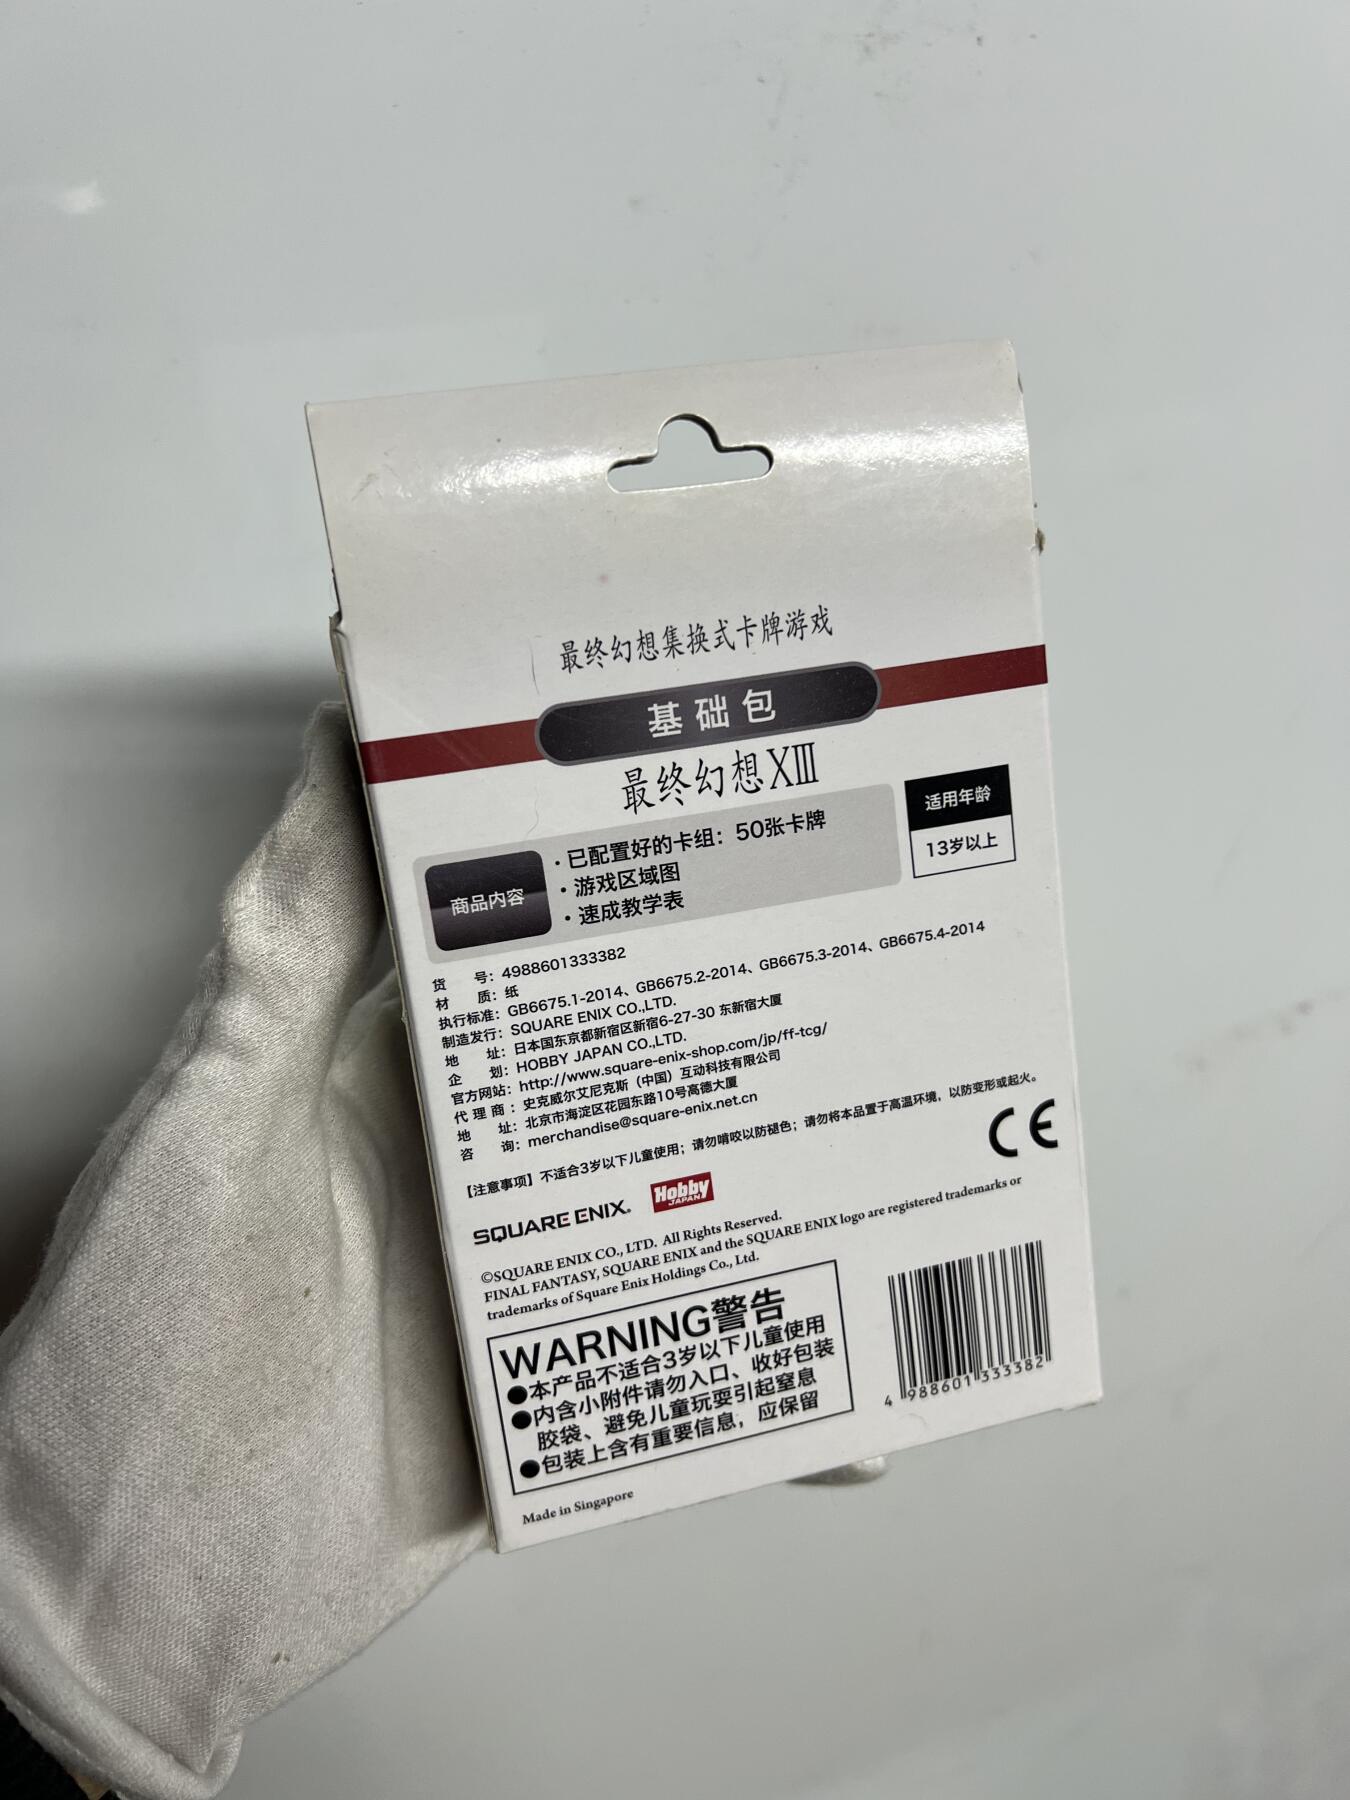 最终幻想集换式卡牌游戏
基础包
最终幻想XIII
商品内容
· 已配置好的卡组：50张卡牌
· 游戏区域图
· 速成教学表
适用年龄
13岁以上
货 号：4988601333382
材 质：纸
执行标准：GB6675.1-2014、GB6675.2-2014、GB6675.3-2014、GB6675.4-2014
制造发行：SQUARE ENIX CO.,LTD.
地 址：日本国东京都新宿区新宿6-27-30 东新宿大厦
企 划：HOBBY JAPAN CO.,LTD.
官方网站：http://www.square-enix-shop.com/jp/ff-tcg/
代 理 商：史克威尔艾尼克斯（中国）互动科技有限公司
地 址：北京市海淀区花园东路10号高德大厦
咨 询：merchandise@square-enix.net.cn
【注意事项】不适合3岁以下儿童使用；请勿啃咬以防褪色；请勿将本品置于高温环境，以防变形或起火。
CE
SQUARE ENIX.
Hobby
JAPAN
©SQUARE ENIX CO., LTD. All Rights Reserved.
FINAL FANTASY, SQUARE ENIX and the SQUARE ENIX logo are registered trademarks or
trademarks of Square Enix Holdings Co., Ltd.
WARNING警告
●本产品不适合3岁以下儿童使用
●内含小附件请勿入口、收好包装
胶袋、避免儿童玩耍引起窒息
●包装上含有重要信息，应保留
4 988601 333382
Made in Singapore